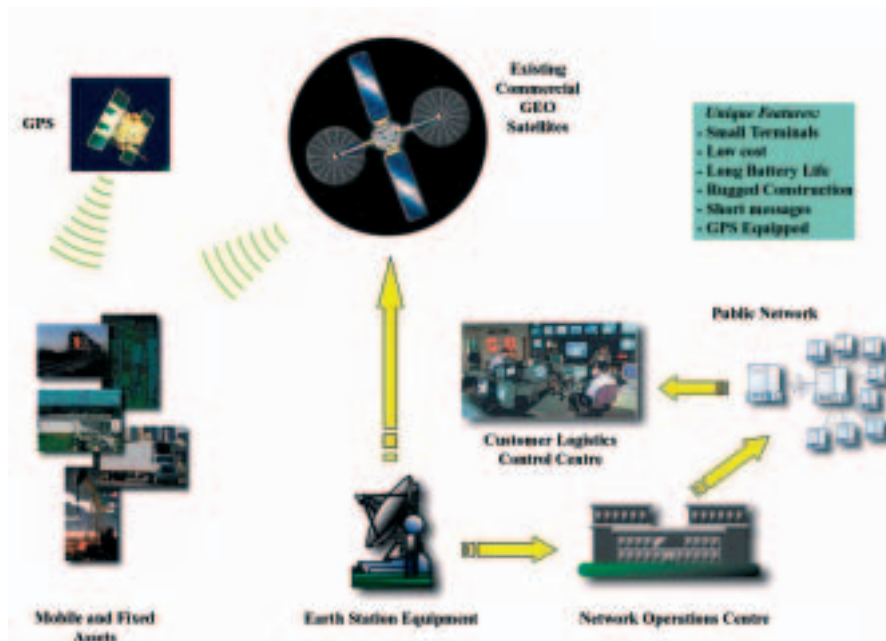 GPS
Existing
Commercial
GEO
Satellites
Unique Features:
- Small Terminals
- Low cost
- Long Battery Life
- Rugged Construction
- Short messages
- GPS Equipped
Public Network
Customer Logistics
Control Centre
Mobile and Fixed
Assets
Earth Station Equipment
Network Operations Centre